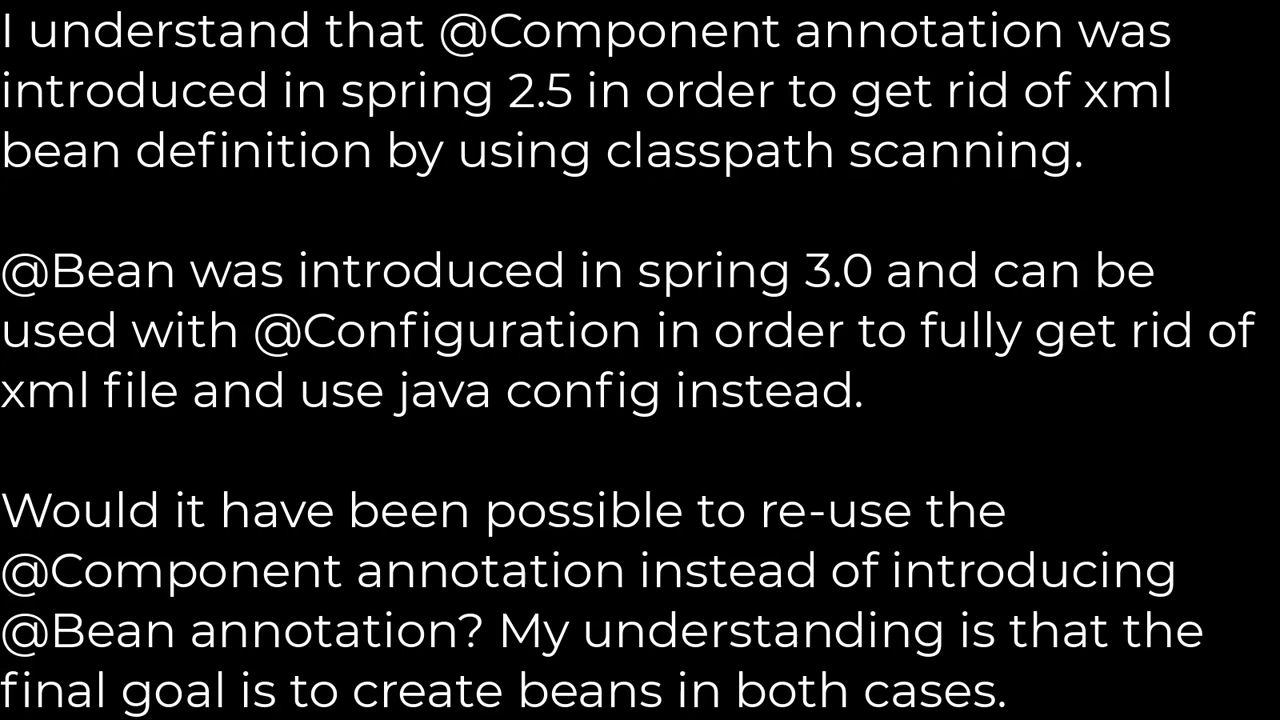 I understand that @Component annotation was
introduced in spring 2.5 in order to get rid of xml
bean definition by using classpath scanning.
@Bean was introduced in spring 3.0 and can be
used with @Configuration in order to fully get rid of
xml file and use java config instead.
Would it have been possible to re-use the
@Component annotation instead of introducing
@Bean annotation? My understanding is that the
final goal is to create beans in both cases.